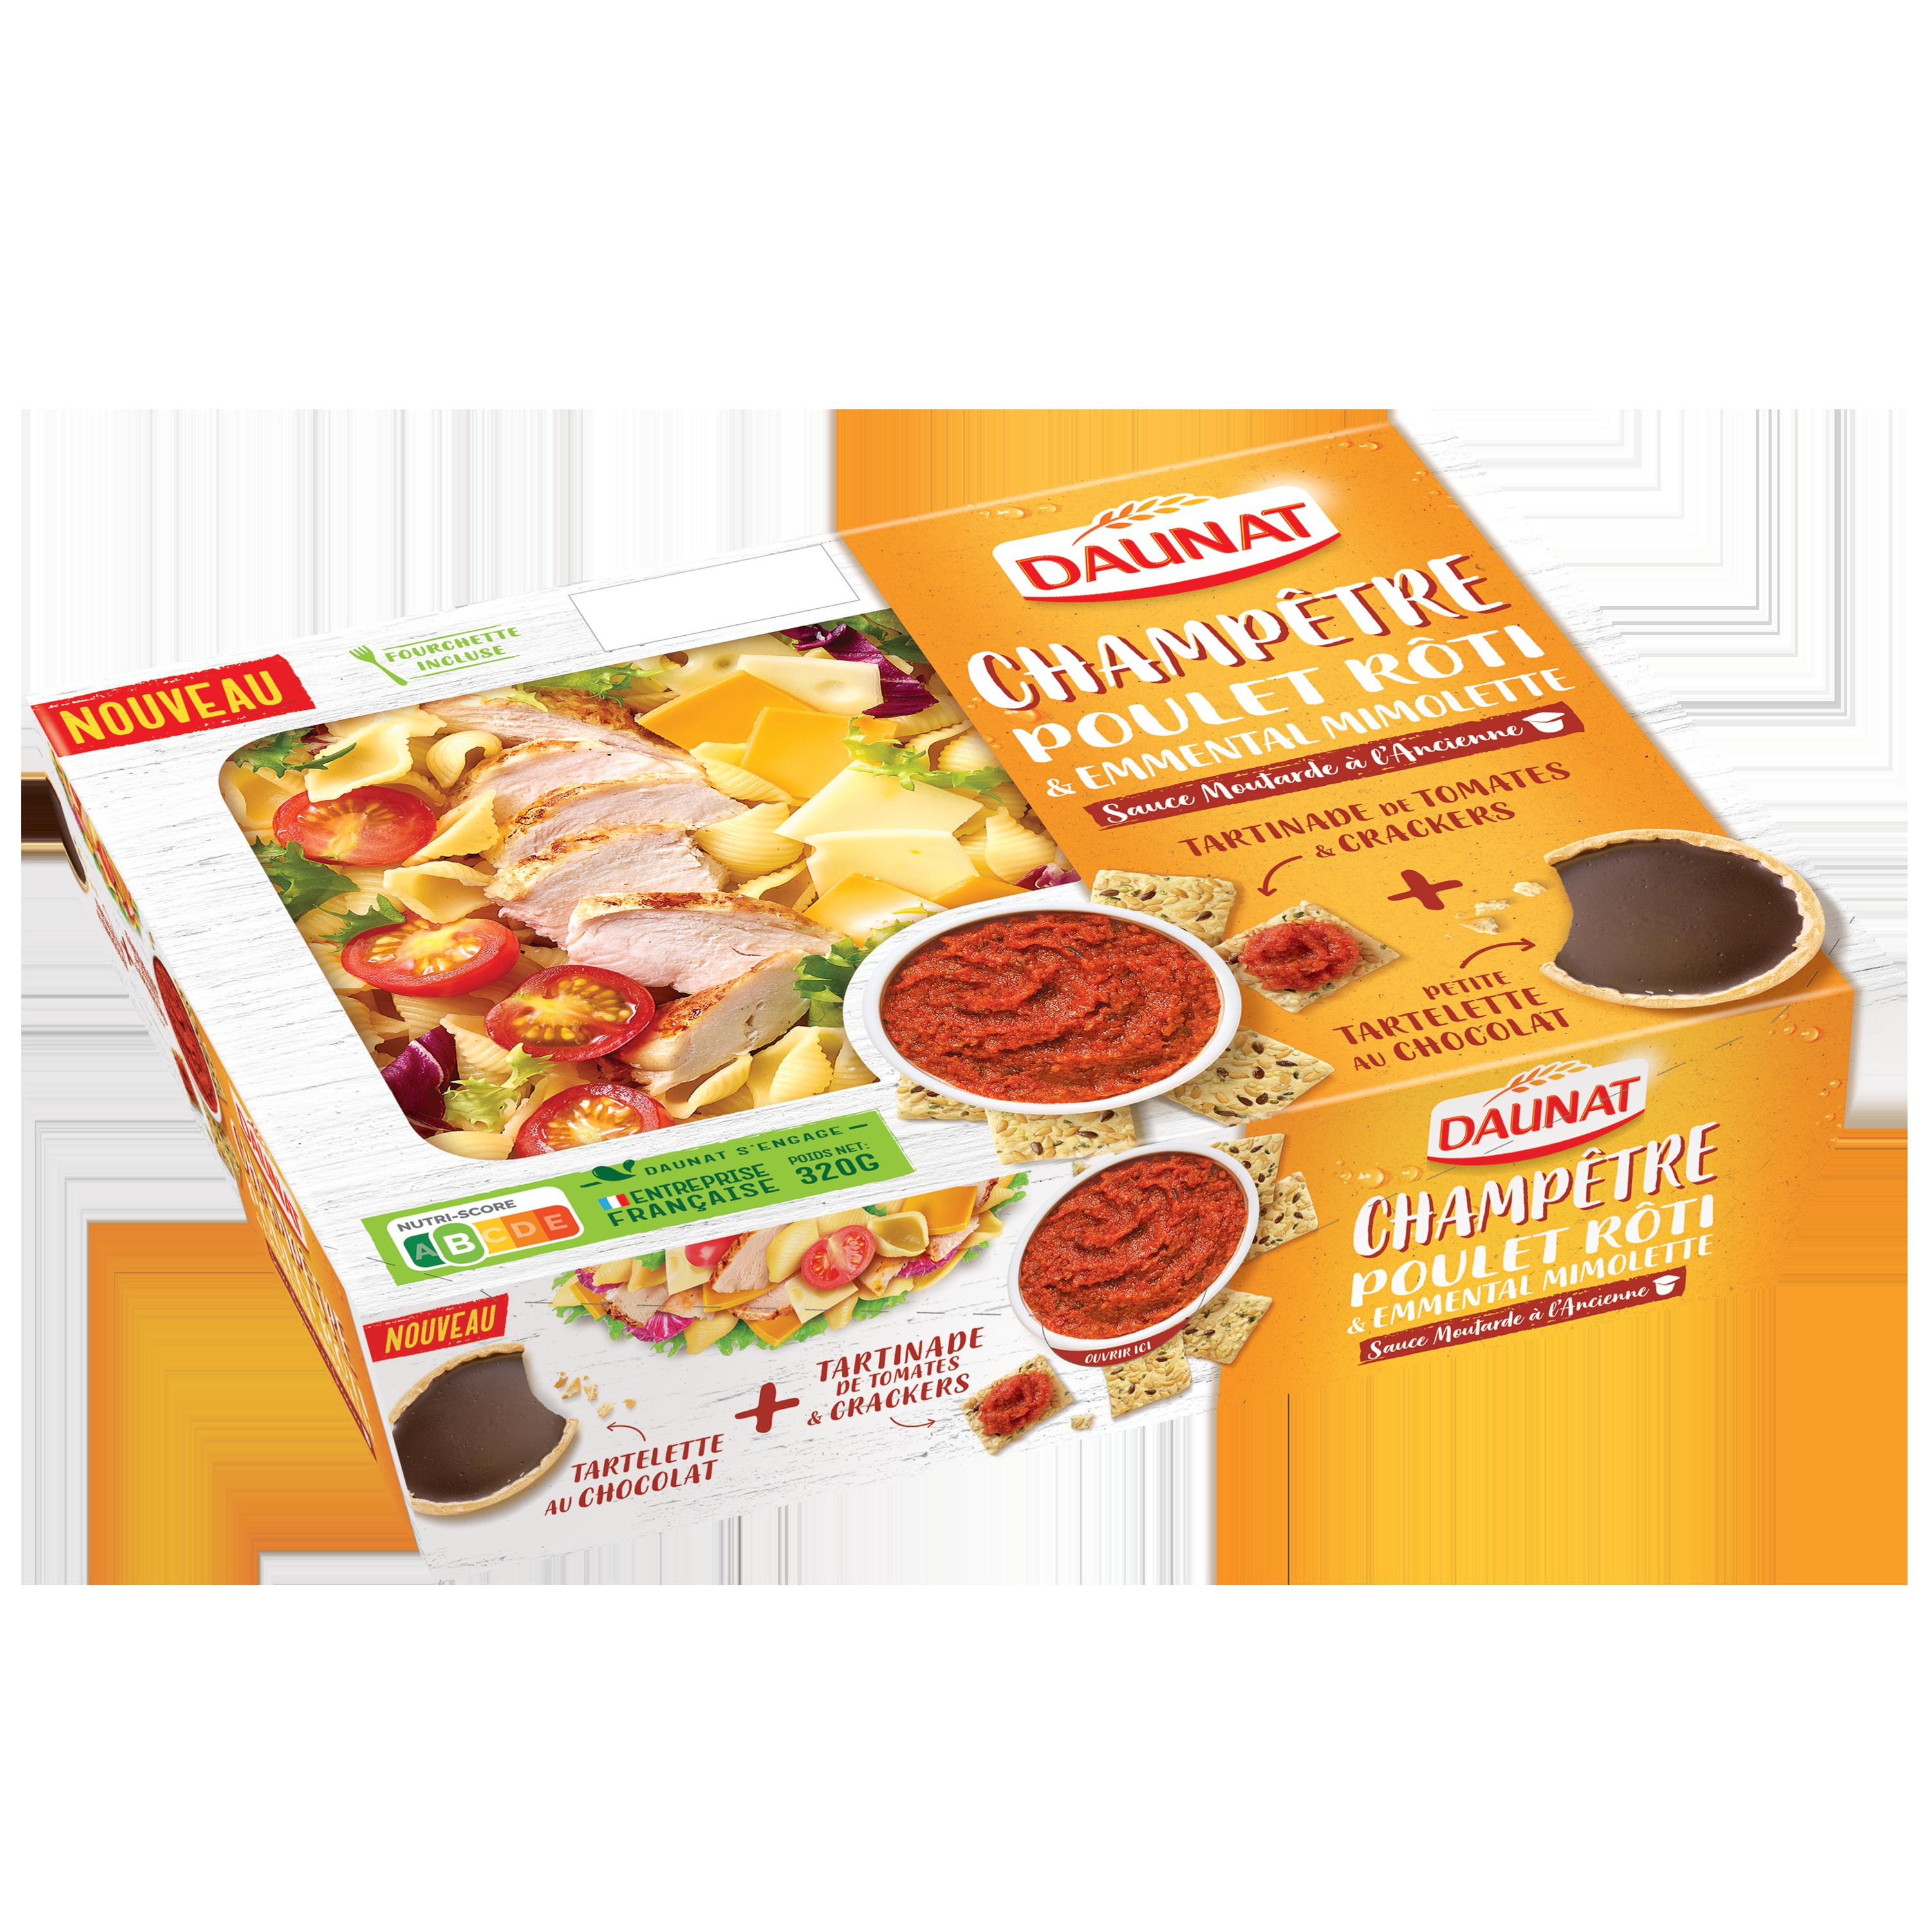 NOUVEAU
FOURCHETTE
INCLUSE
DAUNAT
CHAMPÊTRE
POULET RÔTI
& EMMENTAL MIMOLETTE
Sauce Moutarde à l'Ancienne
TARTINADE DE TOMATES
& CRACKERS
+
PETITE
TARTELETTE
AU CHOCOLAT
NUTRI-SCORE
A B C D E
DAUNAT S'ENGAGE
ENTREPRISE
FRANÇAISE
POIDS NET:
320G
NOUVEAU
TARTELETTE
AU CHOCOLAT
+
TARTINADE
DE TOMATES
& CRACKERS
OUVRIR ICI
DAUNAT
CHAMPÊTRE
POULET RÔTI
& EMMENTAL MIMOLETTE
Sauce Moutarde à l'Ancienne